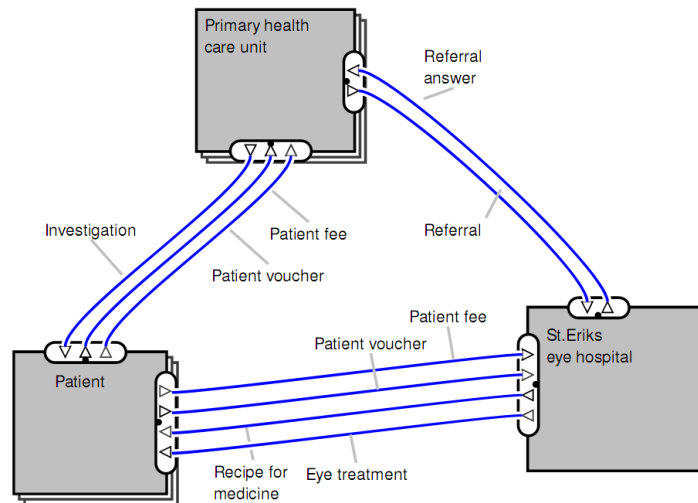 Primary health
care unit
Referral
answer
Investigation
Patient fee
Referral
Patient voucher
Patient fee
St.Eriks
eye hospital
Patient voucher
Patient
Recipe for
medicine
Eye treatment